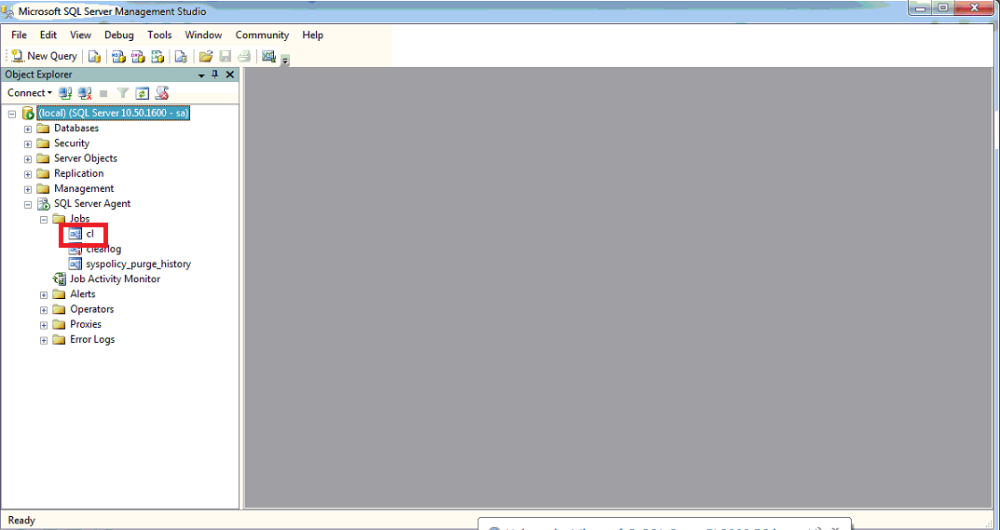 Microsoft SQL Server Management Studio
File Edit View Debug Tools Window Community Help
New Query
Object Explorer
Connect
(local) (SQL Server 10.50.1600 - sa)
Databases
Security
Server Objects
Replication
Management
SQL Server Agent
Jobs
cl
clearlog
syspolicy_purge_history
Job Activity Monitor
Alerts
Operators
Proxies
Error Logs
Ready